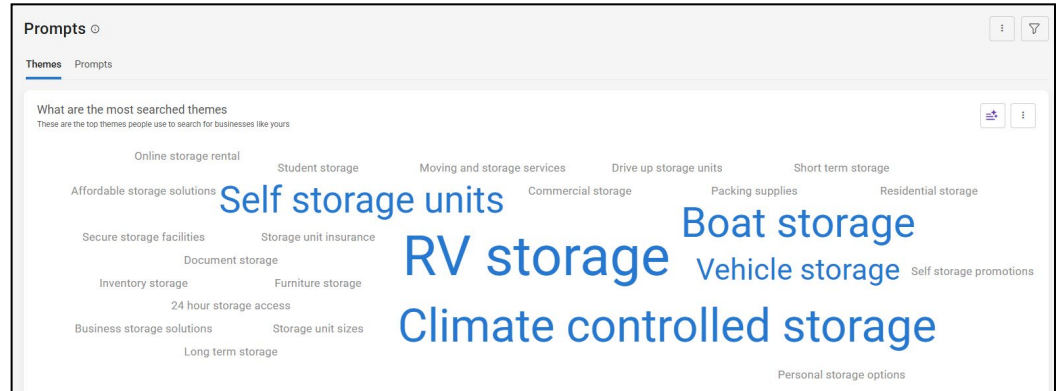 Prompts
Themes Prompts
What are the most searched themes
These are the top themes people use to search for businesses like yours
Online storage rental
Student storage
Moving and storage services
Drive up storage units
Short term storage
Affordable storage solutions
Self storage units
Commercial storage
Packing supplies
Residential storage
Boat storage
Secure storage facilities
Storage unit insurance
RV storage
Document storage
Vehicle storage
Self storage promotions
Inventory storage
Furniture storage
24 hour storage access
Business storage solutions
Storage unit sizes
Climate controlled storage
Long term storage
Personal storage options